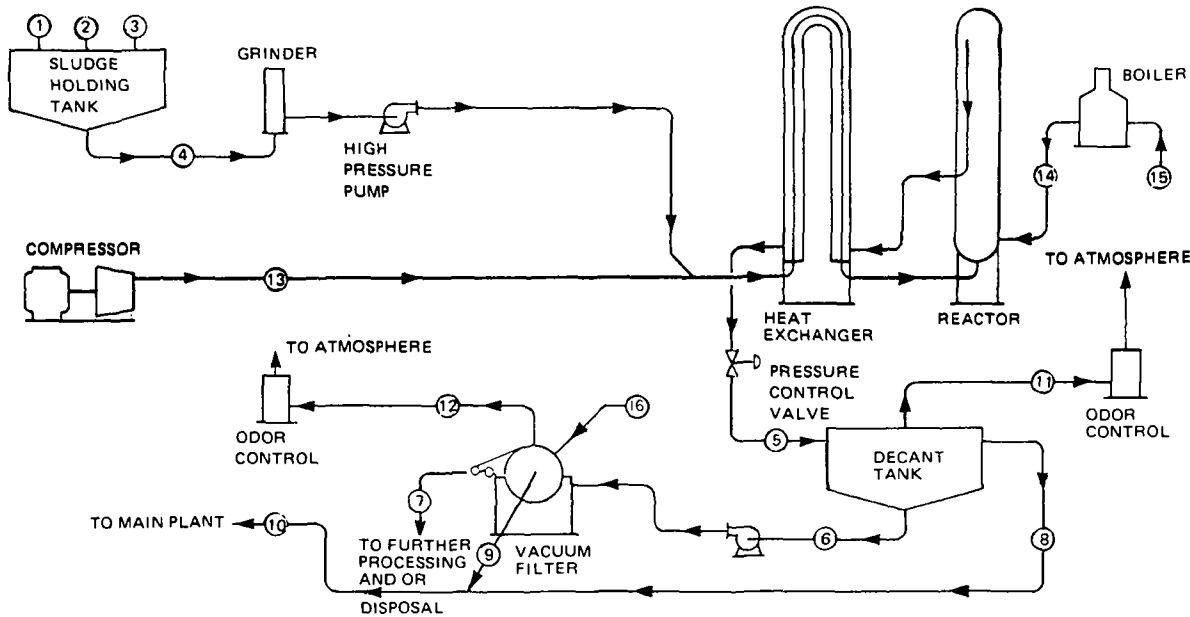 1
2
3
SLUDGE
HOLDING
TANK
GRINDER
BOILER
4
HIGH
PRESSURE
PUMP
14
15
COMPRESSOR
13
TO ATMOSPHERE
HEAT
EXCHANGER
REACTOR
TO ATMOSPHERE
PRESSURE
CONTROL
VALVE
11
12
16
ODOR
CONTROL
5
DECANT
TANK
ODOR
CONTROL
7
TO MAIN PLANT
10
TO FURTHER
PROCESSING
AND OR
DISPOSAL
9
VACUUM
FILTER
6
8